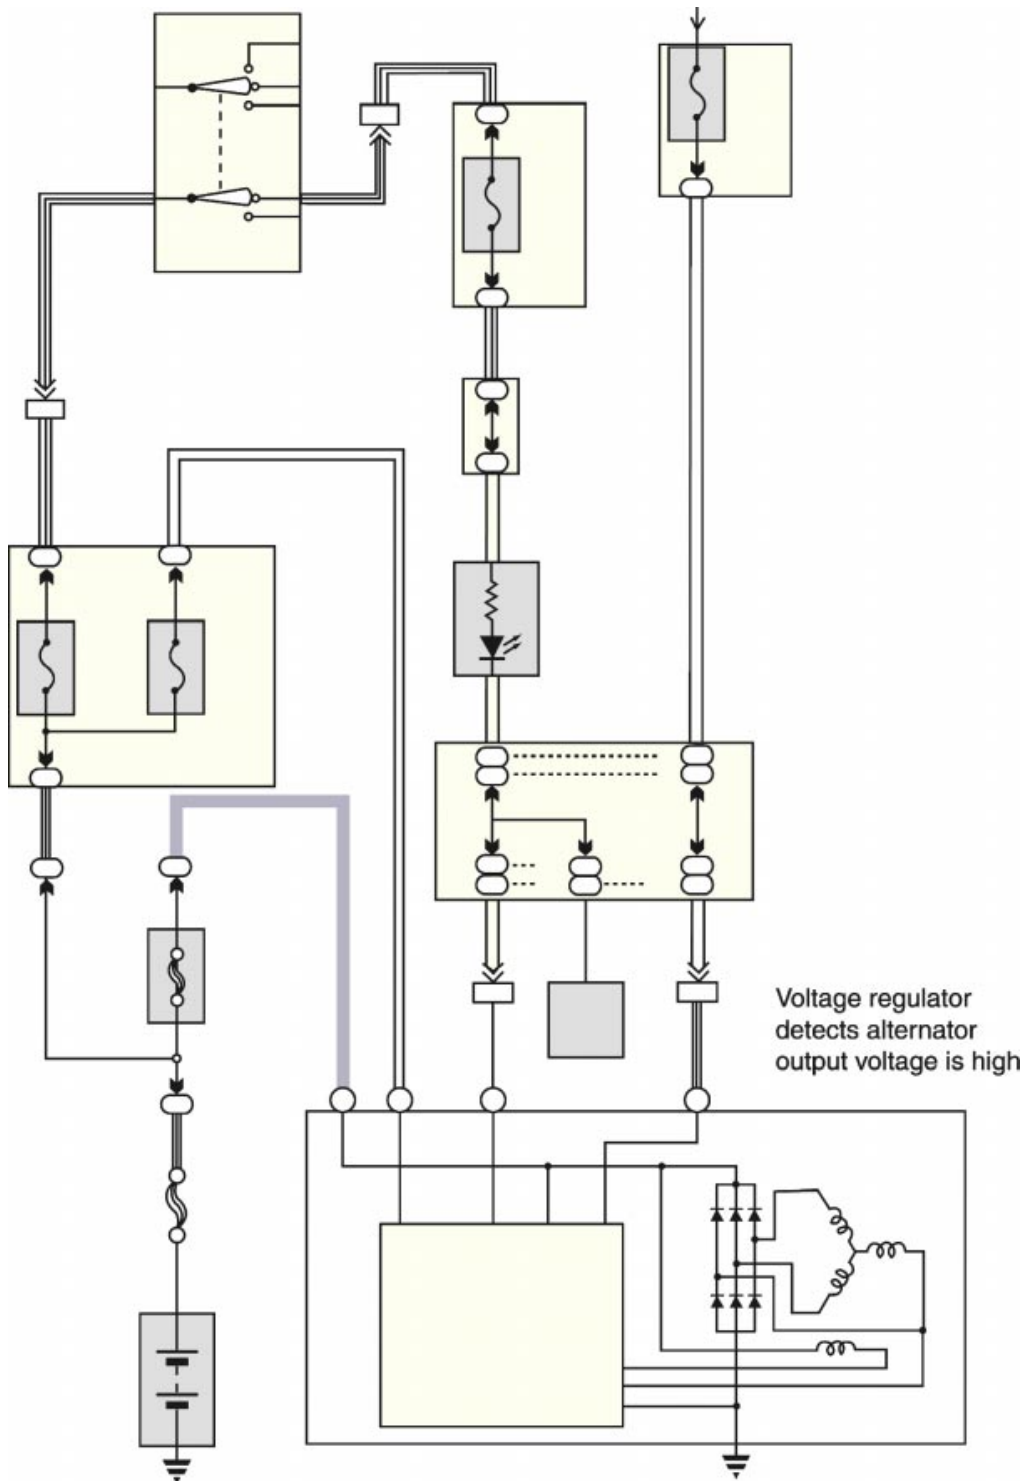 Voltage regulator
detects alternator
output voltage is high